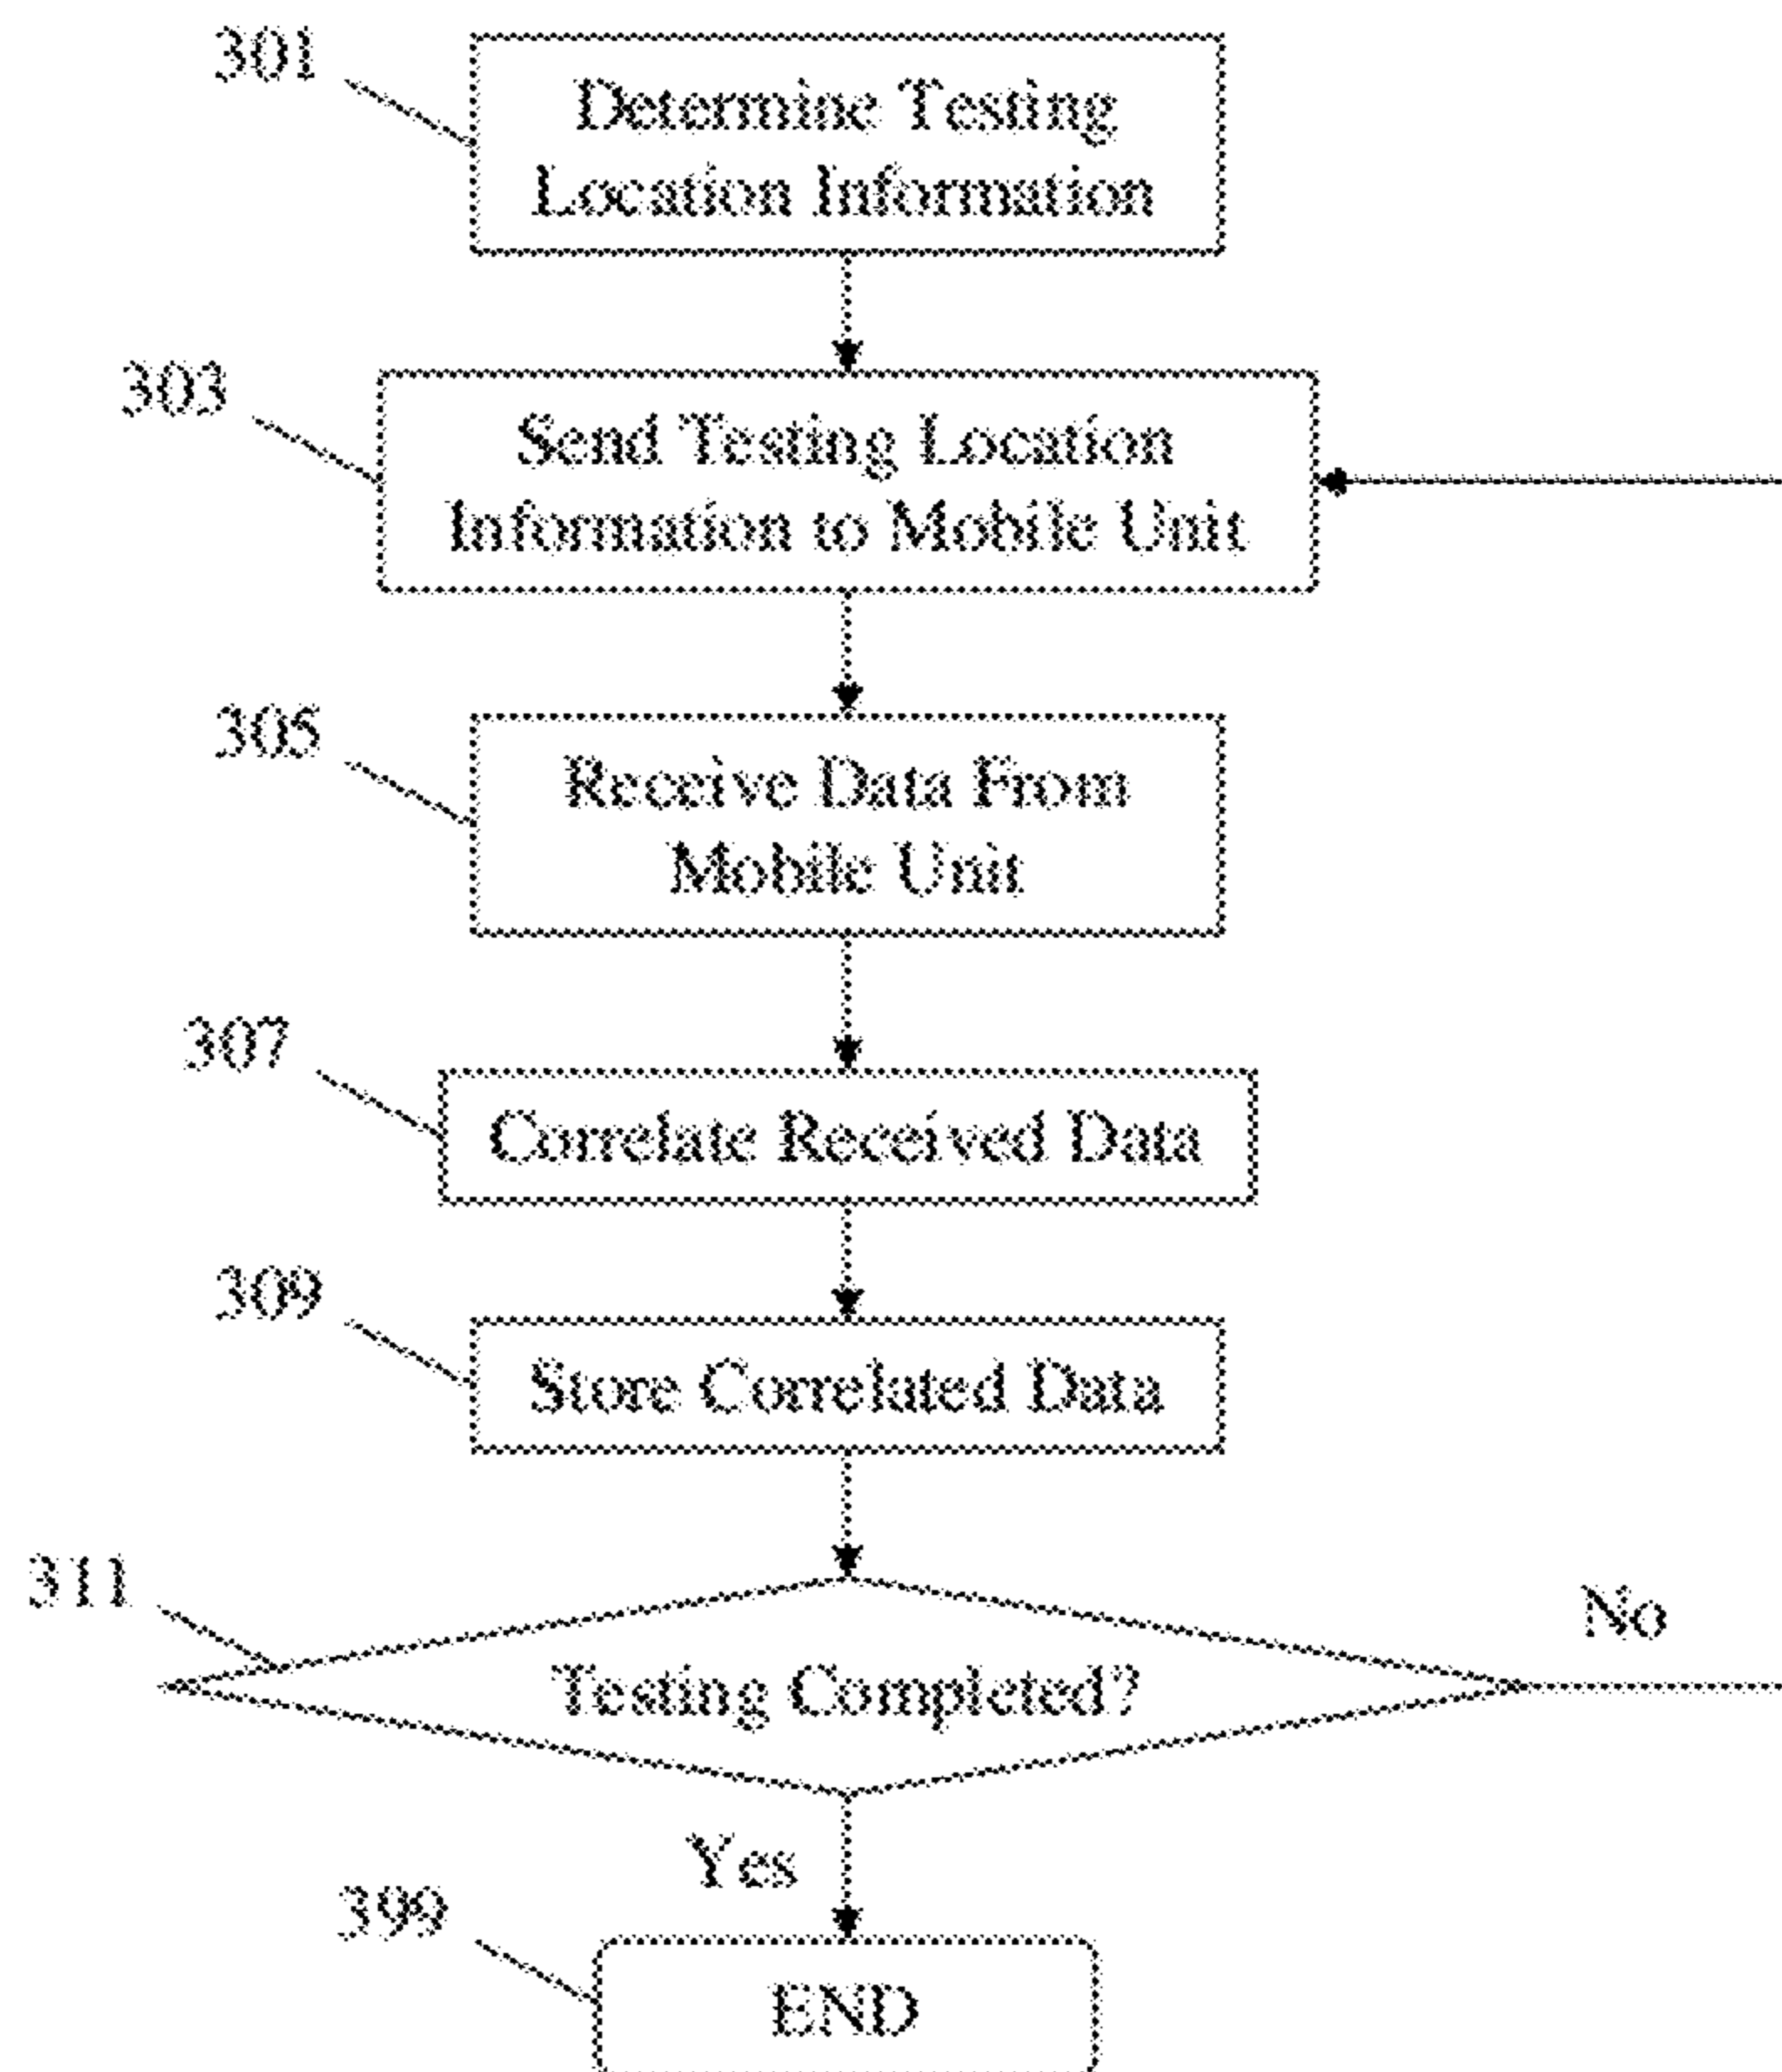 301
Determine Testing
Location Information
303
Send Testing Location
Information to Mobile Unit
305
Receive Data From
Mobile Unit
307
Correlate Received Data
309
Store Correlated Data
311
Testing Completed?
No
Yes
399
END